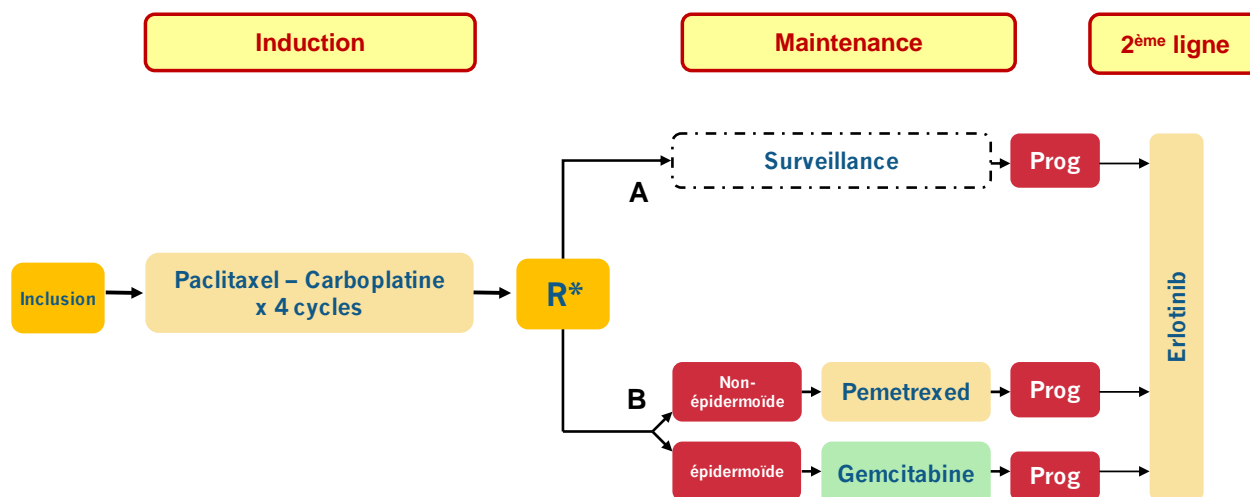 Induction
Maintenance
2ème ligne
Surveillance
Prog
A
Inclusion
Paclitaxel – Carboplatine
x 4 cycles
R*
Erlotinib
B
Non-
épidermoïde
Pemetrexed
Prog
épidermoïde
Gemcitabine
Prog